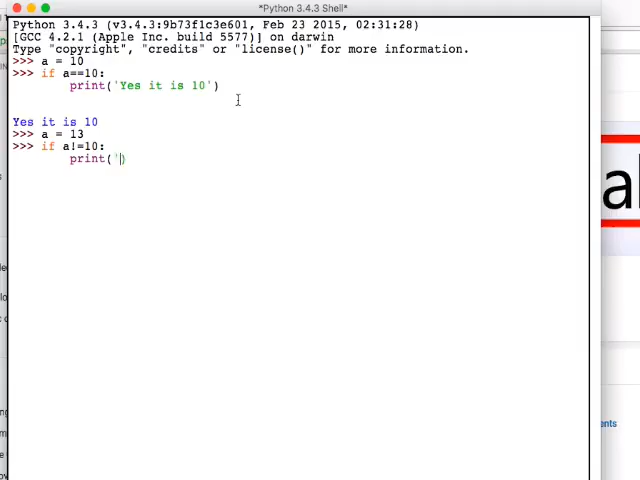 *Python 3.4.3 Shell*
Python 3.4.3 (v3.4.3:9b73f1c3e601, Feb 23 2015, 02:31:28)
[GCC 4.2.1 (Apple Inc. build 5577)] on darwin
Type "copyright", "credits" or "license()" for more information.
>>> a = 10
>>> if a==10:
print('Yes it is 10')
Yes it is 10
>>> a = 13
>>> if a!=10:
print(')